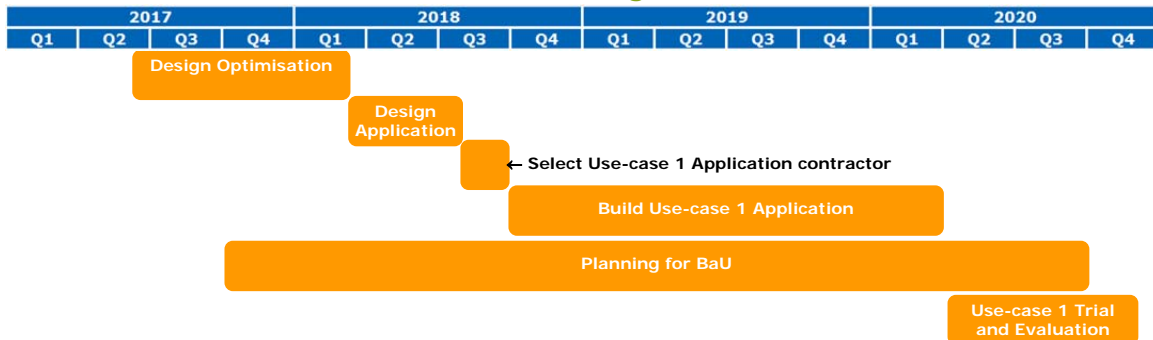 2017 2018 2019 2020
Q1 Q2 Q3 Q4 Q1 Q2 Q3 Q4 Q1 Q2 Q3 Q4 Q1 Q2 Q3 Q4
Design Optimisation
Design
Application
← Select Use-case 1 Application contractor
Build Use-case 1 Application
Planning for BaU
Use-case 1 Trial
and Evaluation